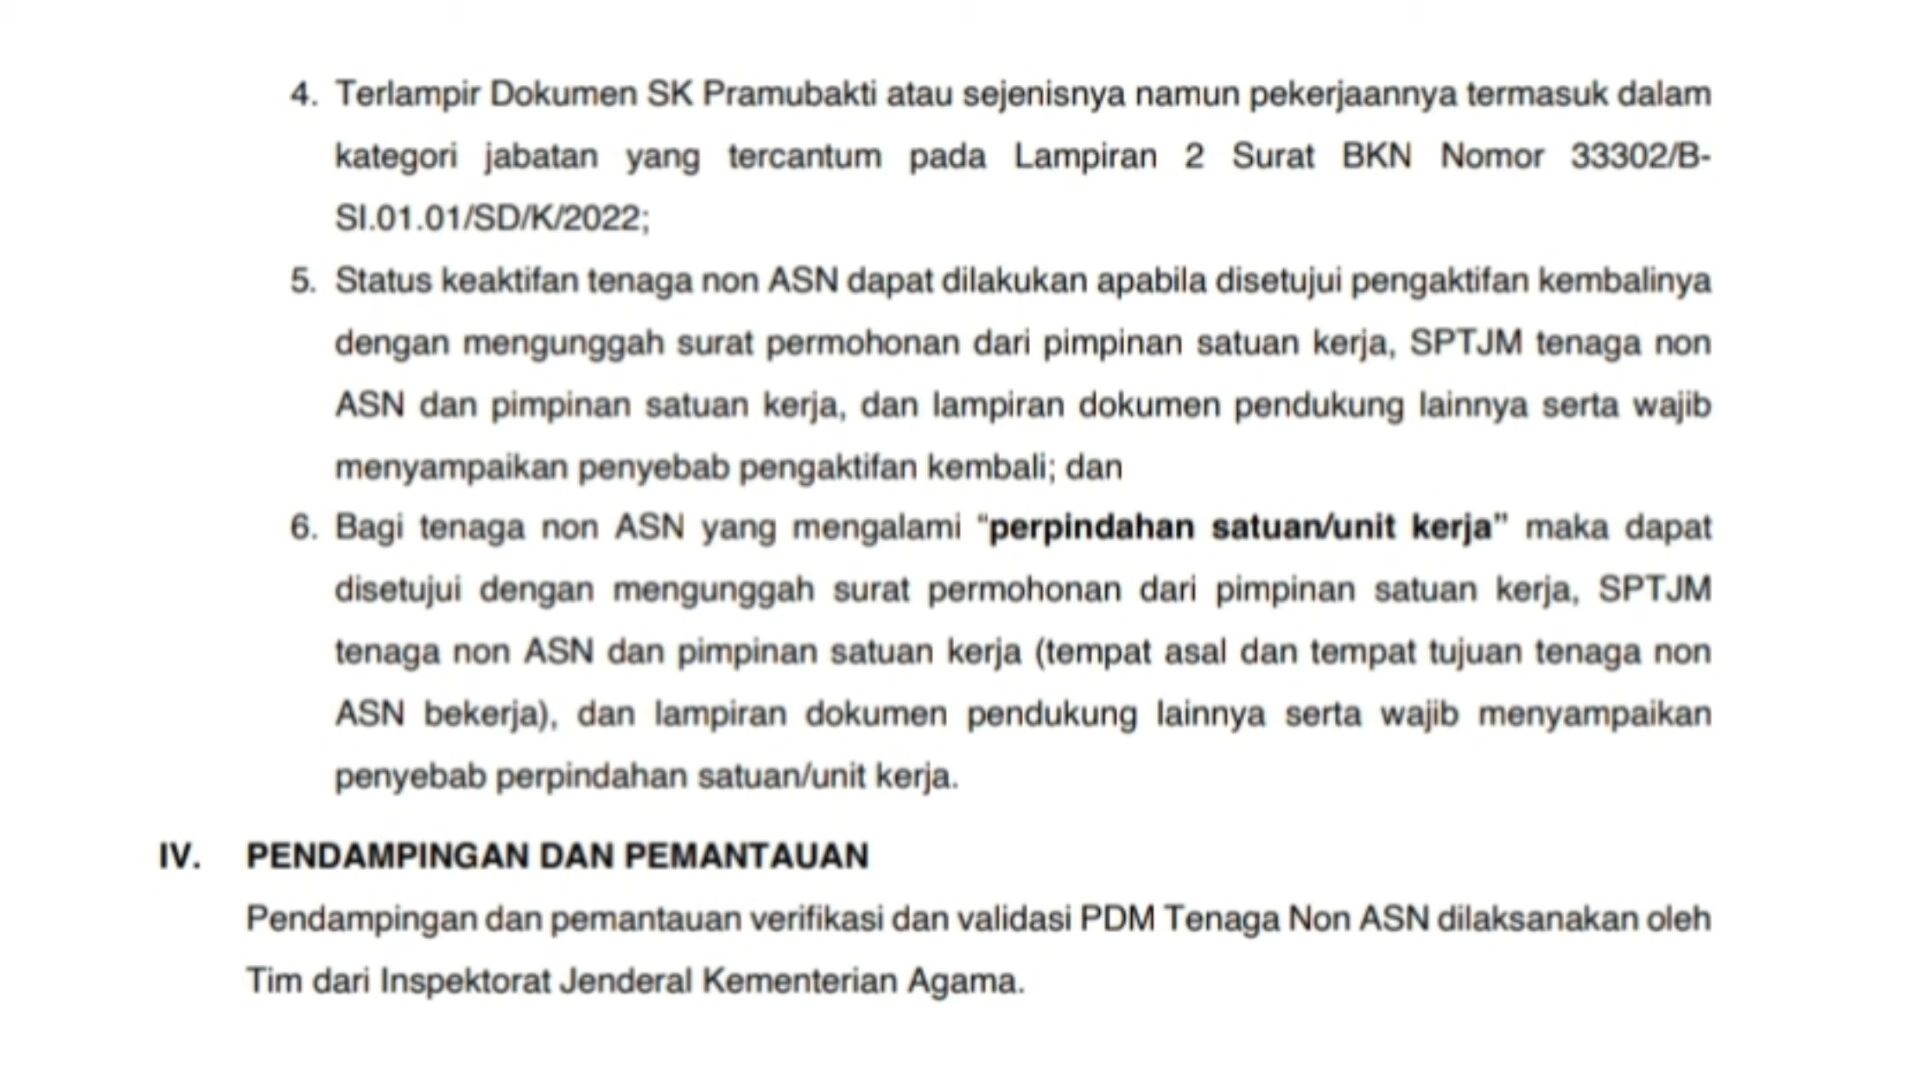 4. Terlampir Dokumen SK Pramubakti atau sejenisnya namun pekerjaannya termasuk dalam
kategori jabatan yang tercantum pada Lampiran 2 Surat BKN Nomor 33302/B-
SI.01.01/SD/K/2022;
5. Status keaktifan tenaga non ASN dapat dilakukan apabila disetujui pengaktifan kembalinya
dengan mengunggah surat permohonan dari pimpinan satuan kerja, SPTJM tenaga non
ASN dan pimpinan satuan kerja, dan lampiran dokumen pendukung lainnya serta wajib
menyampaikan penyebab pengaktifan kembali; dan
6. Bagi tenaga non ASN yang mengalami “perpindahan satuan/unit kerja” maka dapat
disetujui dengan mengunggah surat permohonan dari pimpinan satuan kerja, SPTJM
tenaga non ASN dan pimpinan satuan kerja (tempat asal dan tempat tujuan tenaga non
ASN bekerja), dan lampiran dokumen pendukung lainnya serta wajib menyampaikan
penyebab perpindahan satuan/unit kerja.
IV. PENDAMPINGAN DAN PEMANTAUAN
Pendampingan dan pemantauan verifikasi dan validasi PDM Tenaga Non ASN dilaksanakan oleh
Tim dari Inspektorat Jenderal Kementerian Agama.